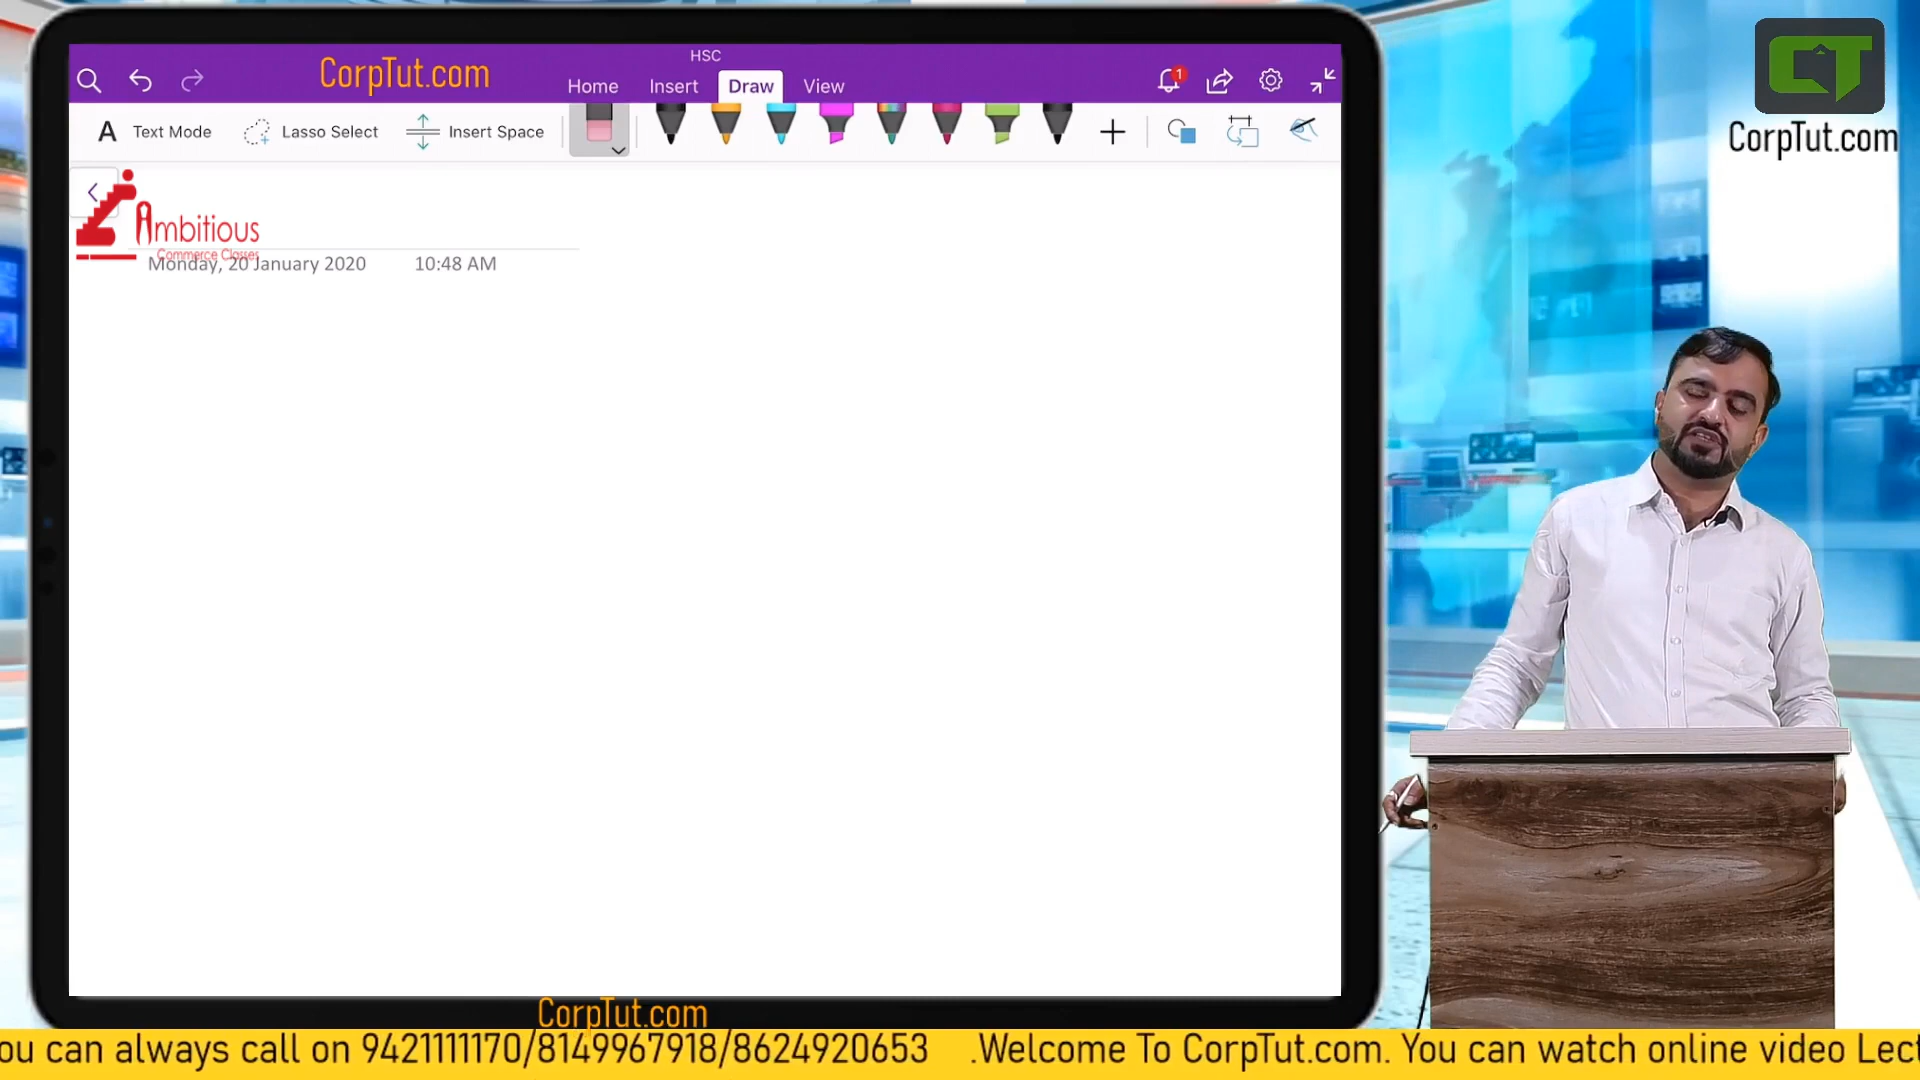 HSC
CorpTut.com
Home Insert Draw View
1
A Text Mode Lasso Select Insert Space
CT
CorpTut.com
Ambitious
Commerce Classes
Monday, 20 January 2020 10:48 AM
CorpTut.com
ou can always call on 9421111170/8149967918/8624920653 .Welcome To CorpTut.com. You can watch online video Lect